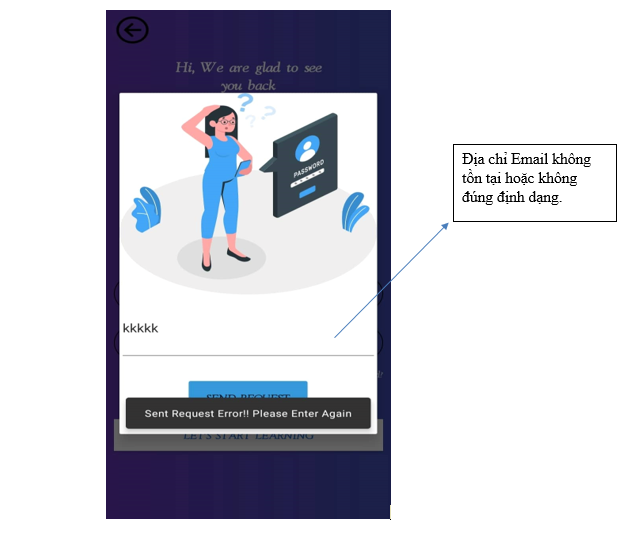 Hi, We are glad to see
you back
? ? ?
PASSWORD
Địa chỉ Email không
tồn tại hoặc không
đúng định dạng.
kkkkk
SEND REQUEST
Sent Request Error!! Please Enter Again
LET'S START LEARNING